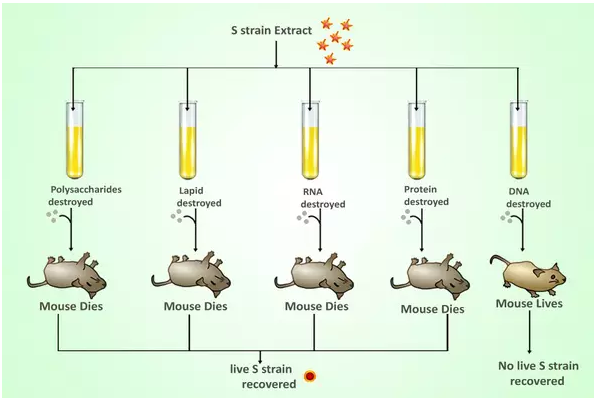 S strain Extract
Polysaccharides
destroyed
Lapid
destroyed
RNA
destroyed
Protein
destroyed
DNA
destroyed
Mouse Dies
Mouse Dies
Mouse Dies
Mouse Dies
Mouse Lives
live S strain
recovered
No live S strain
recovered